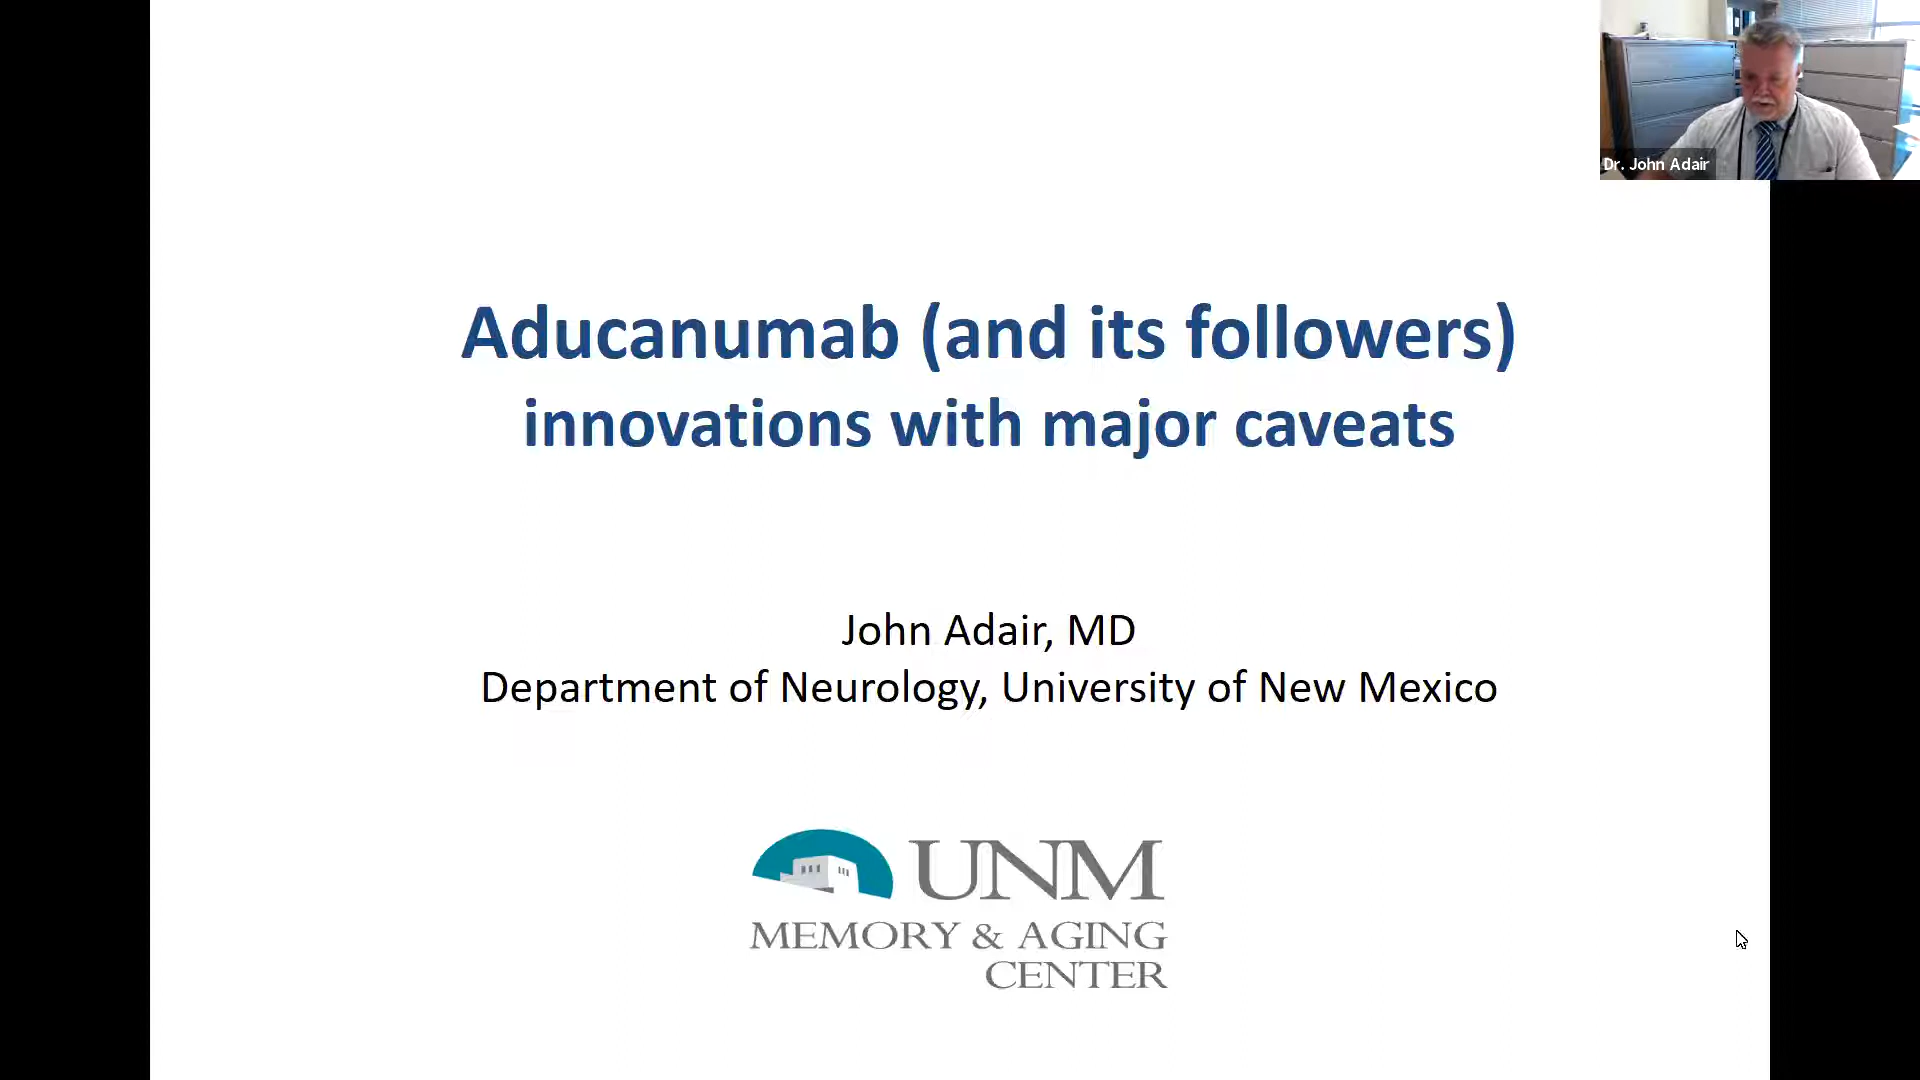 Dr. John Adair
Aducanumab (and its followers)
innovations with major caveats
John Adair, MD
Department of Neurology, University of New Mexico
UNM
MEMORY & AGING
CENTER